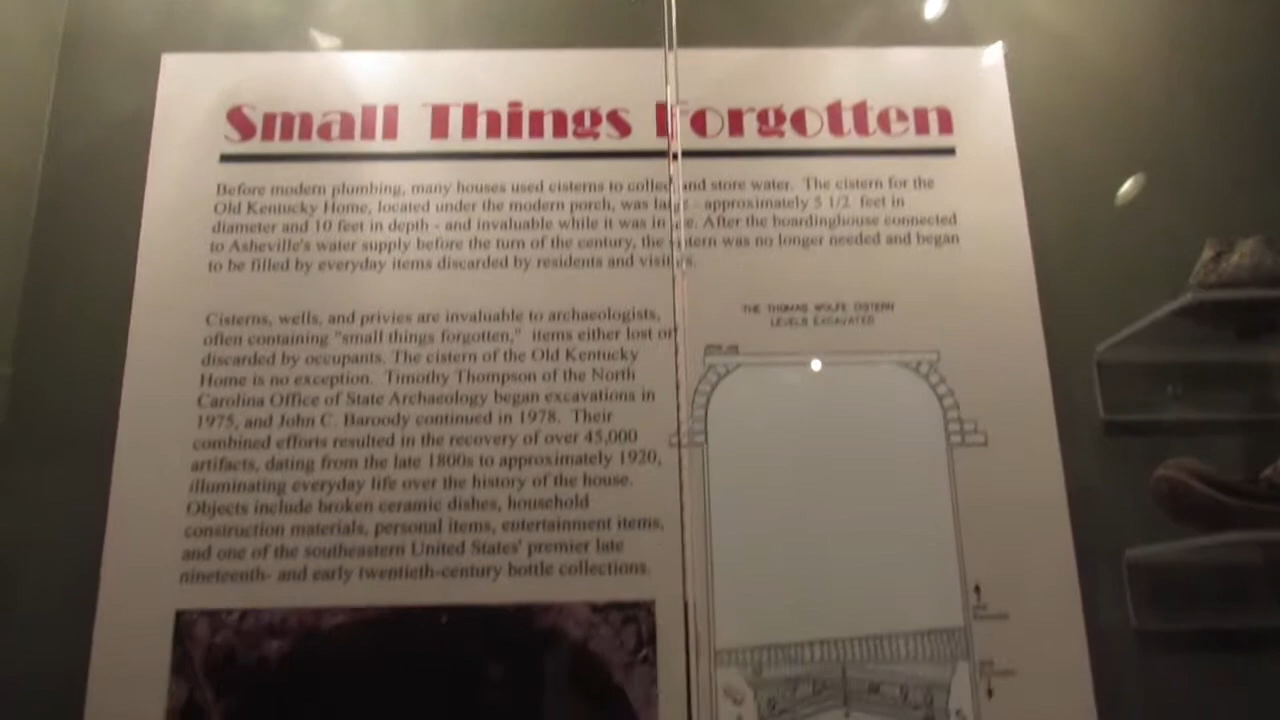 Small Things Forgotten
Before modern plumbing, many houses used cisterns to collect and store water. The cistern for the
Old Kentucky Home, located under the modern porch, was large - approximately 5 1/2 feet in
diameter and 10 feet in depth - and invaluable while it was in use. After the boardinghouse connected
to Asheville's water supply before the turn of the century, the cistern was no longer needed and began
to be filled by everyday items discarded by residents and visitors.
Cisterns, wells, and privies are invaluable to archaeologists,
often containing "small things forgotten," items either lost or
discarded by occupants. The cistern of the Old Kentucky
Home is no exception. Timothy Thompson of the North
Carolina Office of State Archaeology began excavations in
1975, and John C. Baroody continued in 1978. Their
combined efforts resulted in the recovery of over 45,000
artifacts, dating from the late 1800s to approximately 1920,
illuminating everyday life over the history of the house.
Objects include broken ceramic dishes, household
construction materials, personal items, entertainment items,
and one of the southeastern United States' premier late
nineteenth- and early twentieth-century bottle collections.
THE THOMAS WOLFE CISTERN
LEVELS EXCAVATED